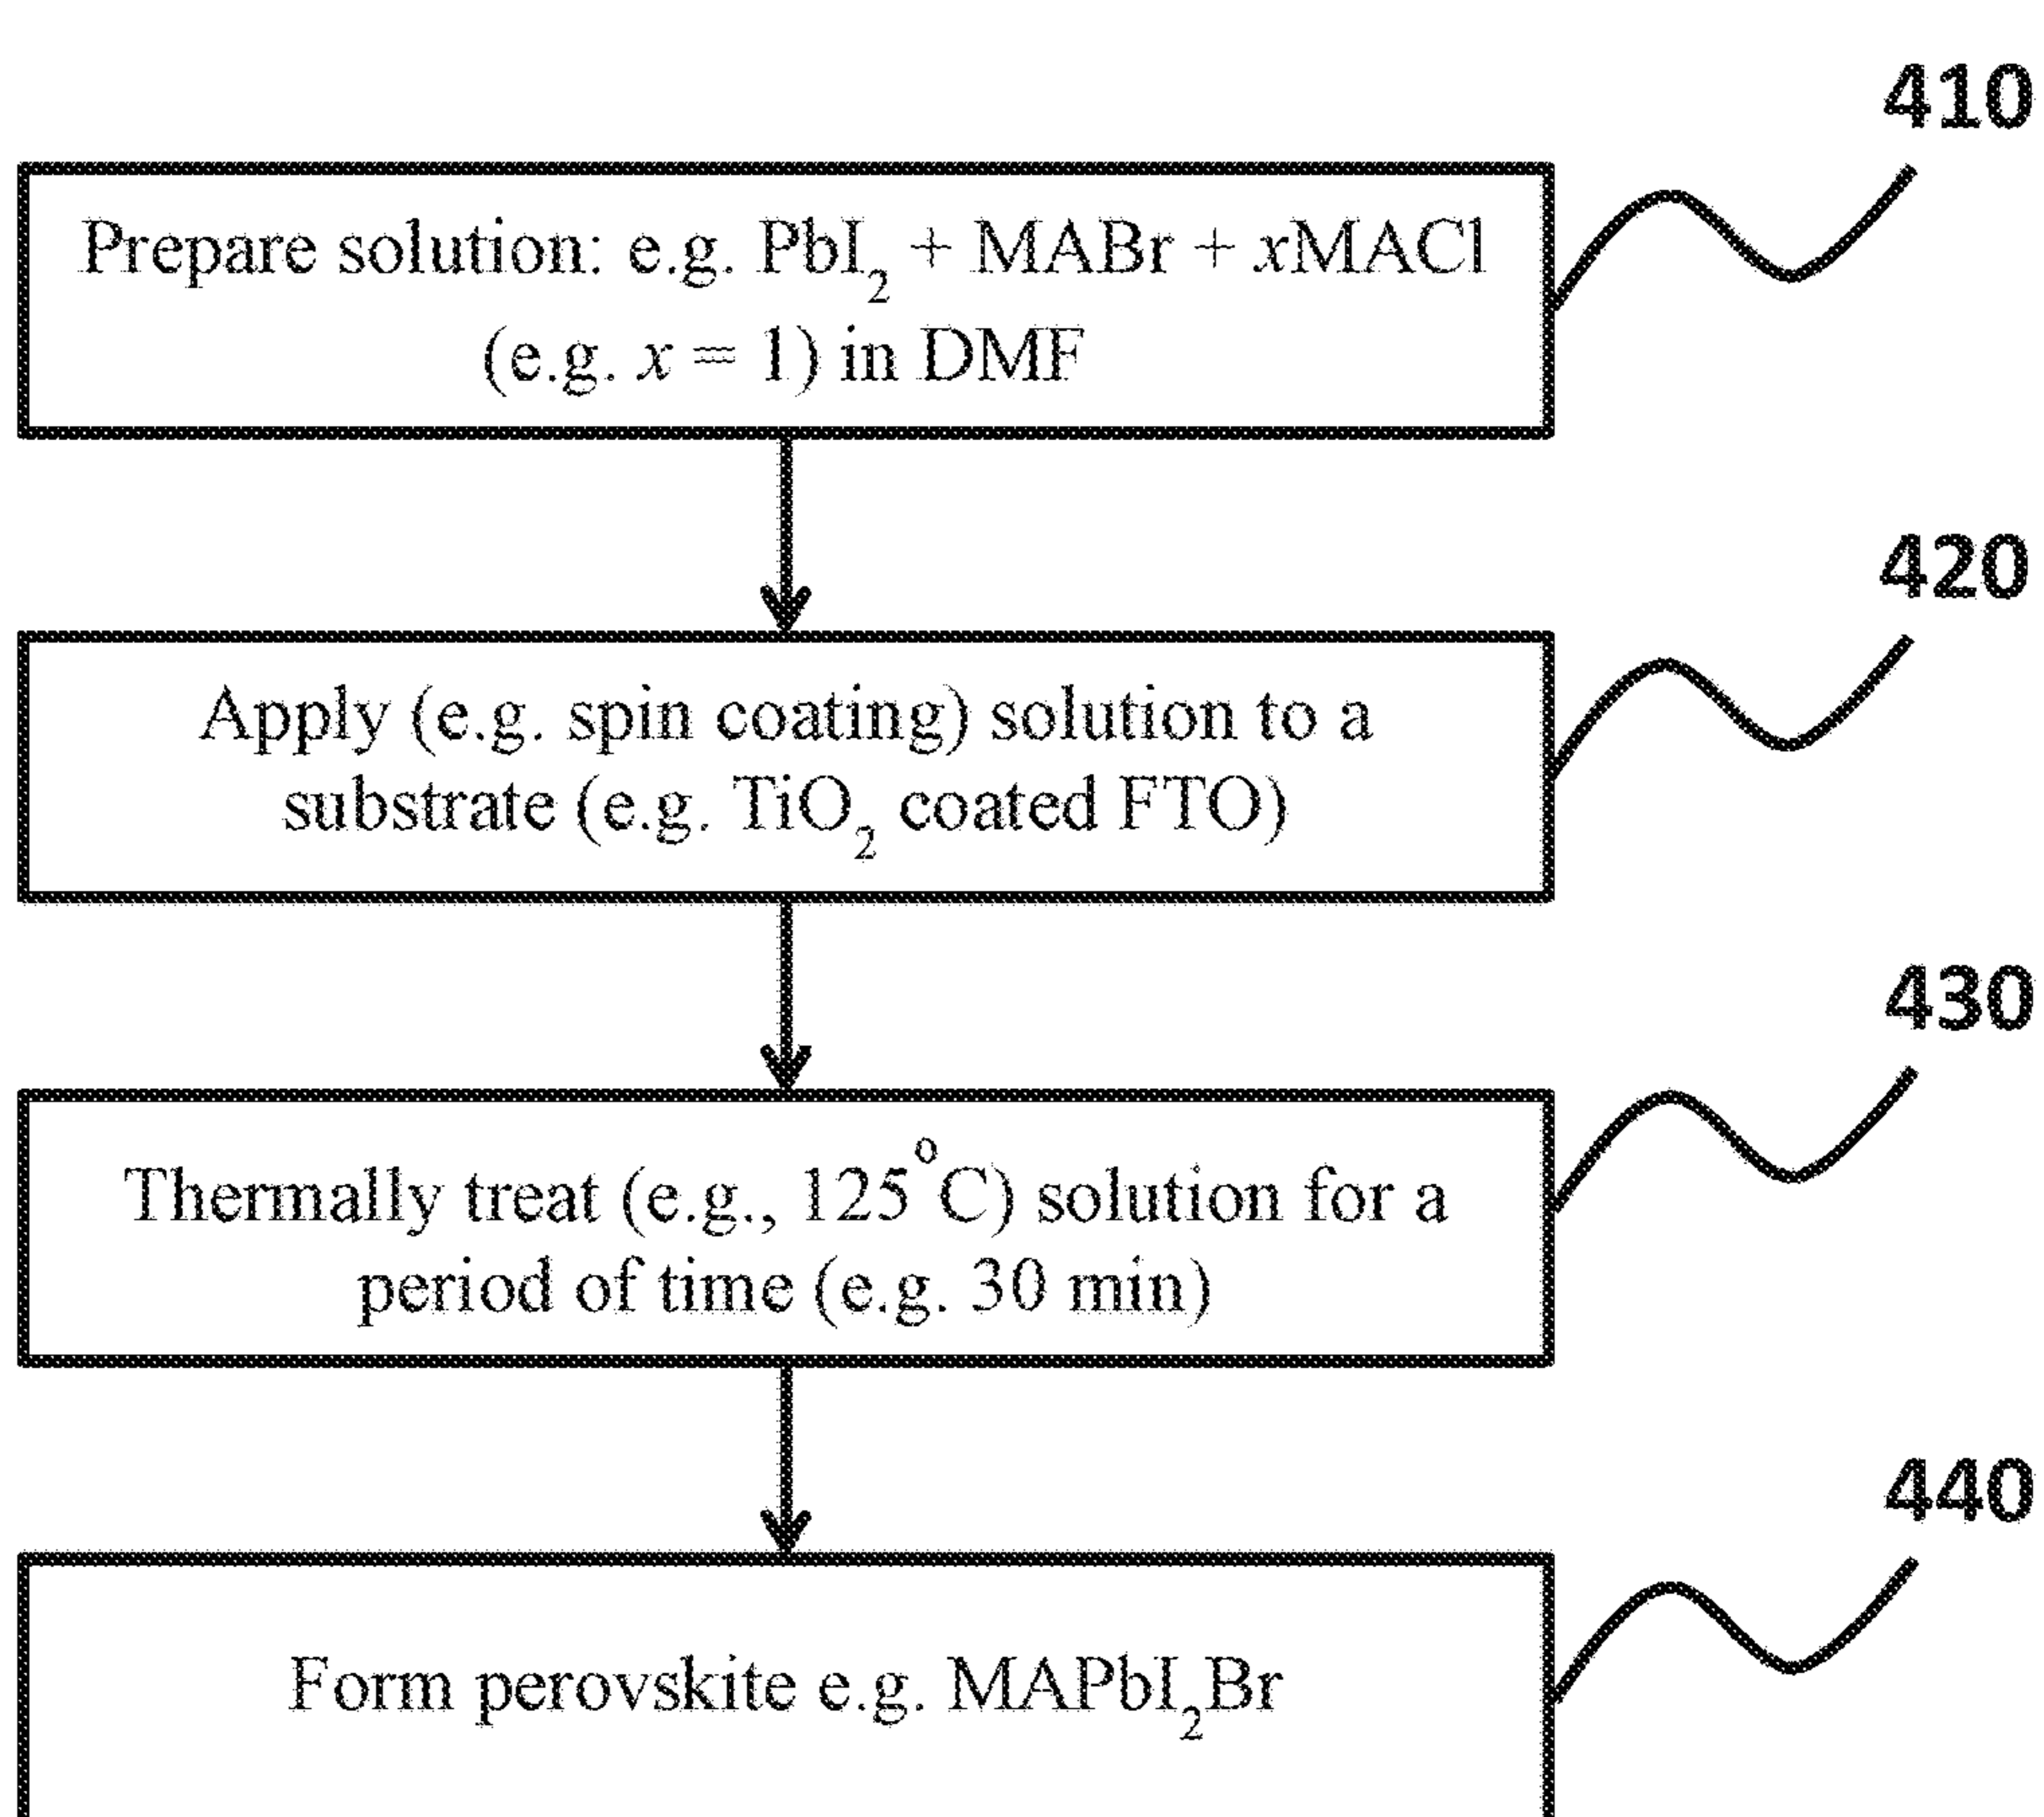 410
Prepare solution: e.g. PbI₂ + MABr + xMACl
(e.g. x = 1) in DMF
420
Apply (e.g. spin coating) solution to a
substrate (e.g. TiO₂ coated FTO)
430
Thermally treat (e.g., 125°C) solution for a
period of time (e.g. 30 min)
440
Form perovskite e.g. MAPbI₂Br